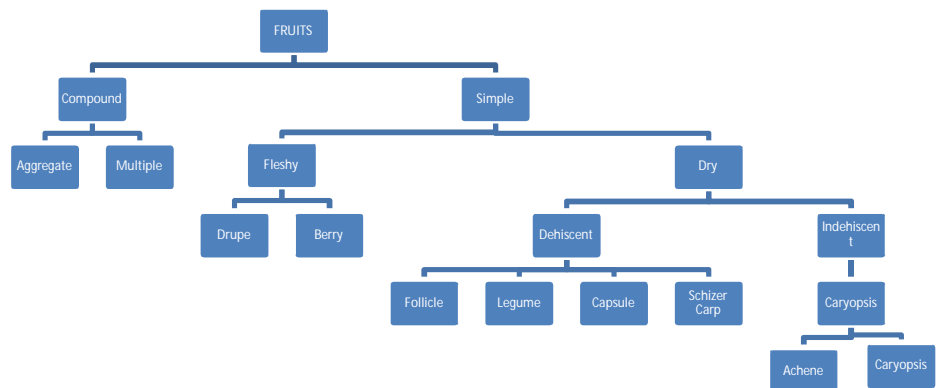 FRUITS
Compound
Simple
Aggregate
Multiple
Fleshy
Dry
Drupe
Berry
Dehiscent
Indehiscen
t
Follicle
Legume
Capsule
Schizer
Carp
Caryopsis
Achene
Caryopsis